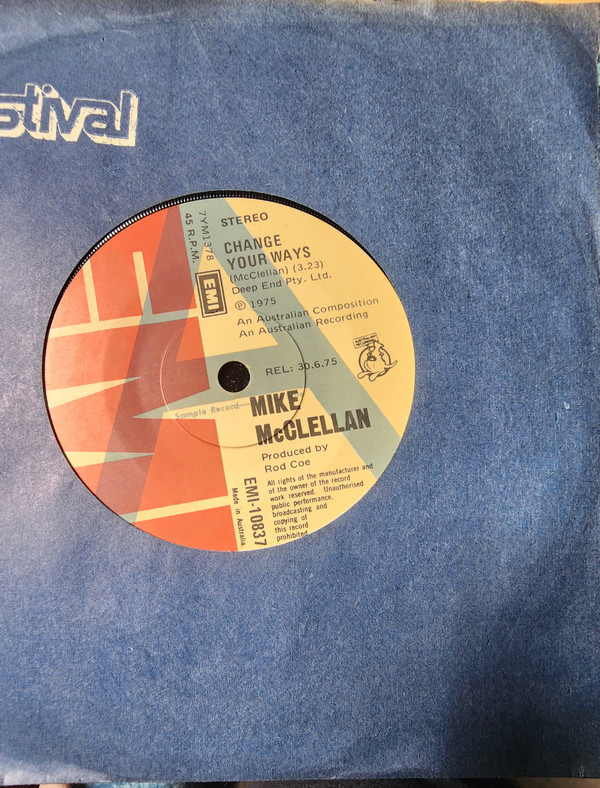 stival
7YM1378
45 R.P.M.
STEREO
CHANGE
YOUR WAYS
(McClellan) (3.23)
Deep End Pty. Ltd.
EMI
℗ 1975
An Australian Composition
An Australian Recording
REL: 30.6.75
Sample Record
MIKE
McCLELLAN
Produced by
Rod Coe
EMI-10837
Made in Australia.
All rights of the manufacturer and
of the owner of the record
work reserved. Unauthorised
public performance,
broadcasting and
copying of
this record
prohibited.
EMI
A